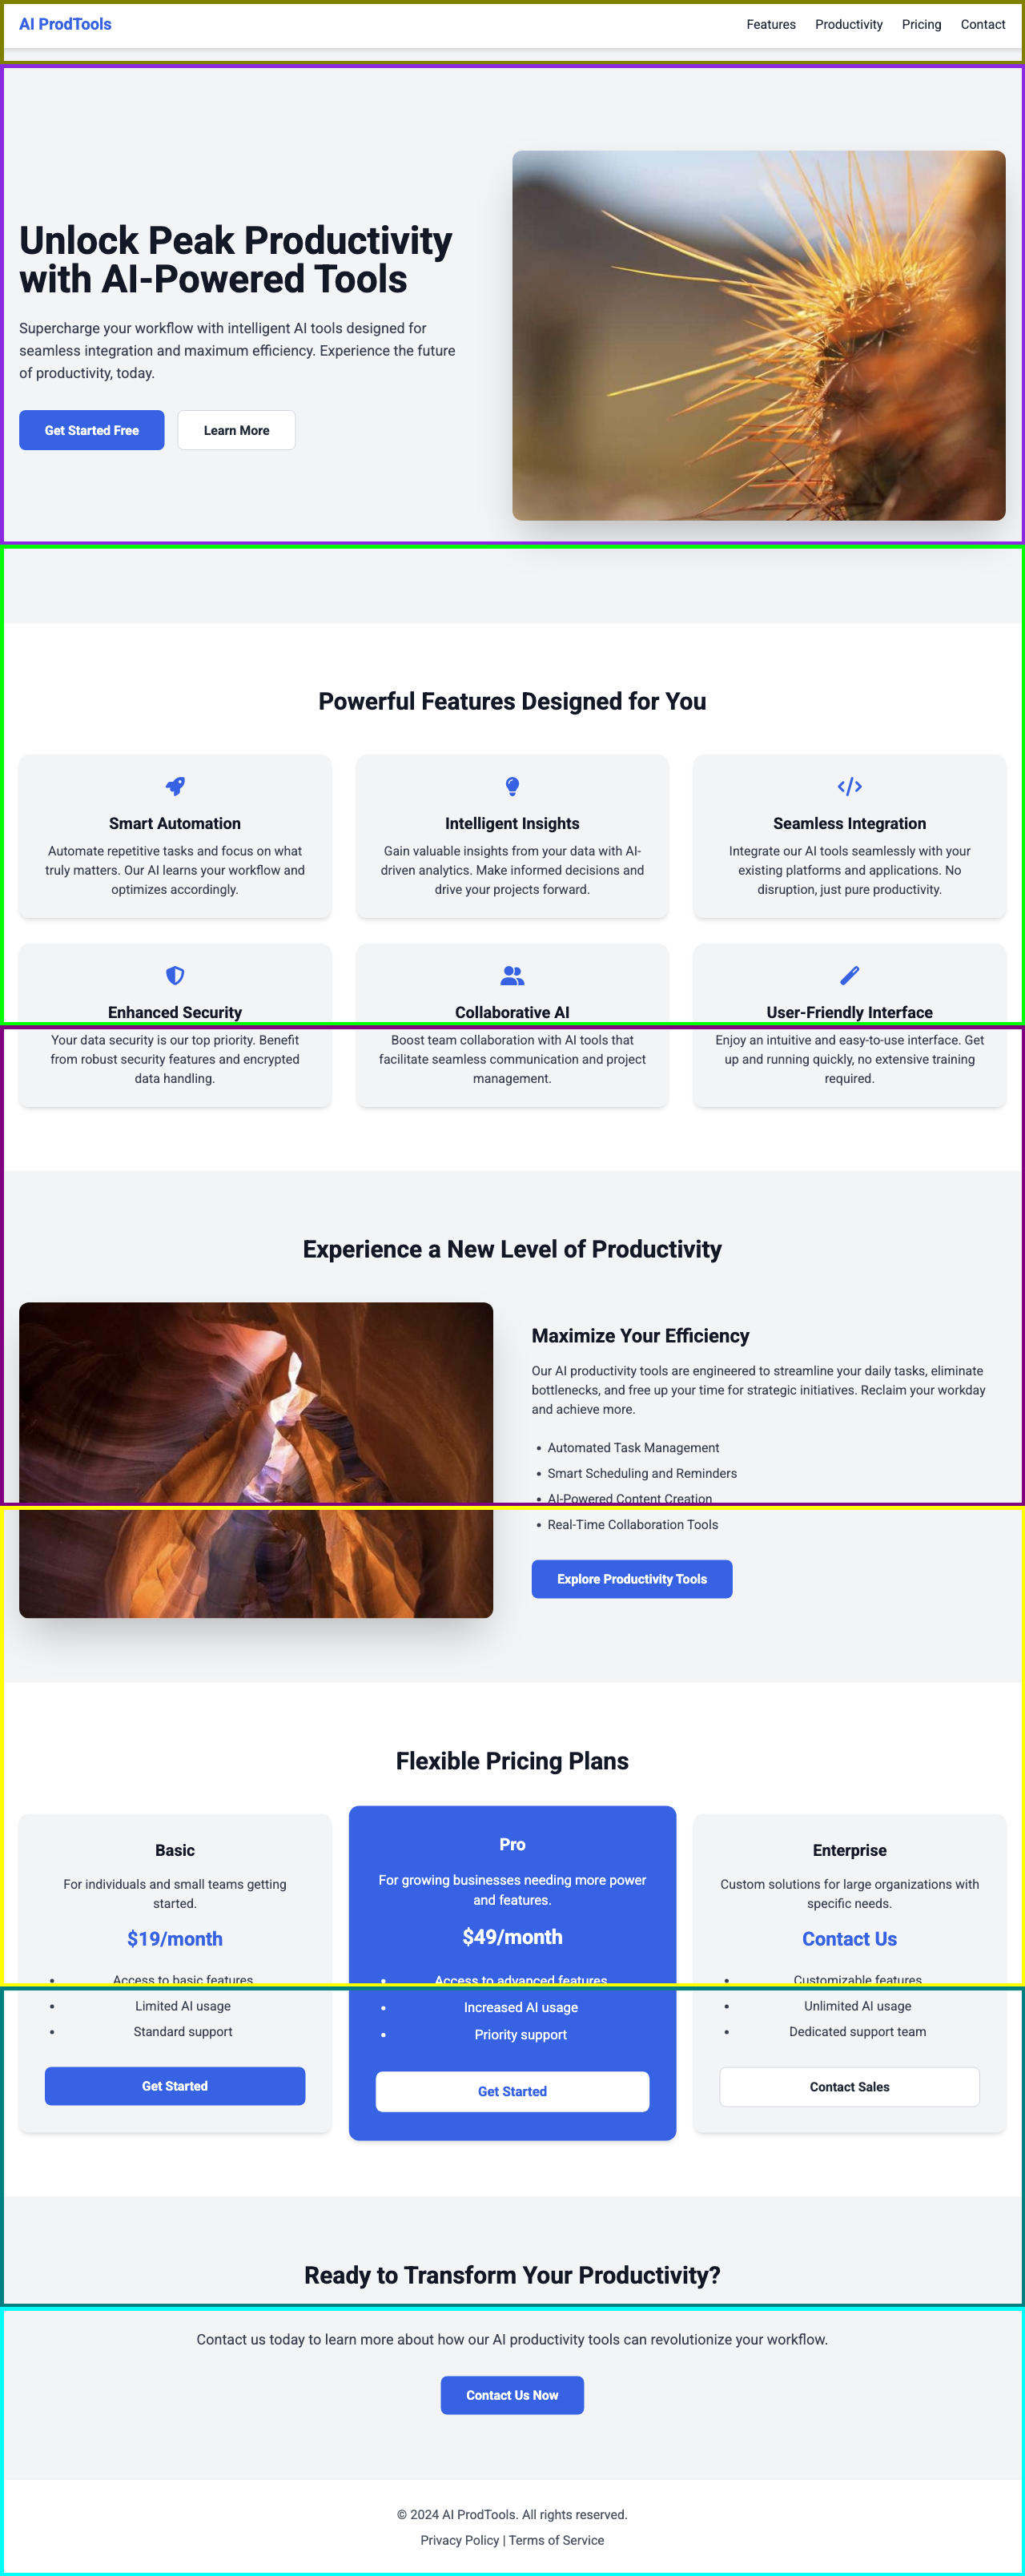 AI ProdTools
Features Productivity Pricing Contact
Unlock Peak Productivity
with AI-Powered Tools
Supercharge your workflow with intelligent AI tools designed for
seamless integration and maximum efficiency. Experience the future
of productivity, today.
Get Started Free
Learn More
Powerful Features Designed for You
Smart Automation
Automate repetitive tasks and focus on what
truly matters. Our AI learns your workflow and
optimizes accordingly.
Intelligent Insights
Gain valuable insights from your data with AI-
driven analytics. Make informed decisions and
drive your projects forward.
Seamless Integration
Integrate our AI tools seamlessly with your
existing platforms and applications. No
disruption, just pure productivity.
Enhanced Security
Your data security is our top priority. Benefit
from robust security features and encrypted
data handling.
Collaborative AI
Boost team collaboration with AI tools that
facilitate seamless communication and project
management.
User-Friendly Interface
Enjoy an intuitive and easy-to-use interface. Get
up and running quickly, no extensive training
required.
Experience a New Level of Productivity
Maximize Your Efficiency
Our AI productivity tools are engineered to streamline your daily tasks, eliminate
bottlenecks, and free up your time for strategic initiatives. Reclaim your workday
and achieve more.
• Automated Task Management
• Smart Scheduling and Reminders
• AI-Powered Content Creation
• Real-Time Collaboration Tools
Explore Productivity Tools
Flexible Pricing Plans
Basic
For individuals and small teams getting
started.
$19/month
• Access to basic features
• Limited AI usage
• Standard support
Get Started
Pro
For growing businesses needing more power
and features.
$49/month
• Access to advanced features
• Increased AI usage
• Priority support
Get Started
Enterprise
Custom solutions for large organizations with
specific needs.
Contact Us
• Customizable features
• Unlimited AI usage
• Dedicated support team
Contact Sales
Ready to Transform Your Productivity?
Contact us today to learn more about how our AI productivity tools can revolutionize your workflow.
Contact Us Now
© 2024 AI ProdTools. All rights reserved.
Privacy Policy | Terms of Service